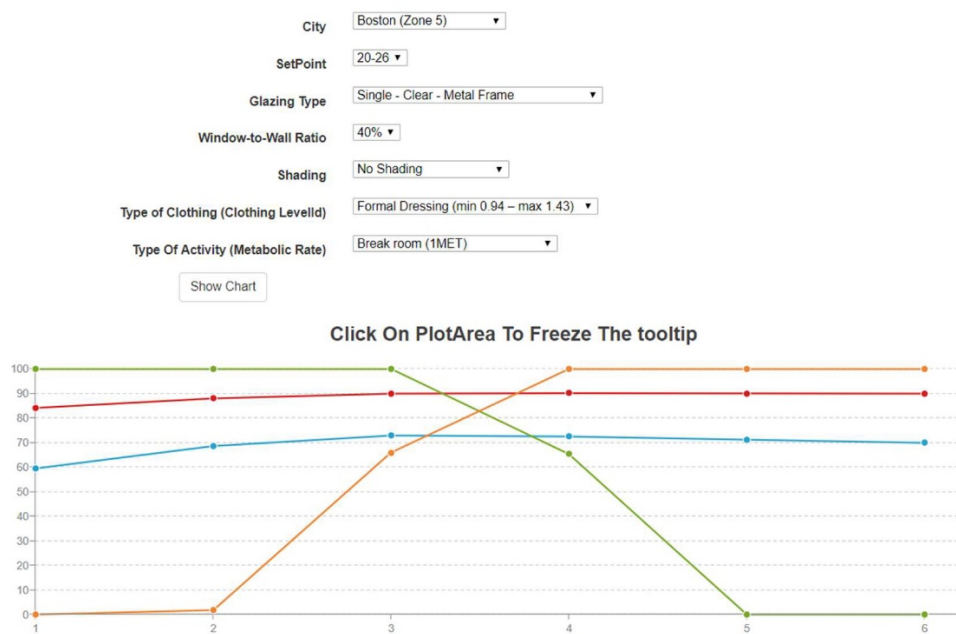 City Boston (Zone 5)
SetPoint 20-26
Glazing Type Single - Clear - Metal Frame
Window-to-Wall Ratio 40%
Shading No Shading
Type of Clothing (Clothing LevelId) Formal Dressing (min 0.94 – max 1.43)
Type Of Activity (Metabolic Rate) Break room (1MET)
Show Chart
Click On PlotArea To Freeze The tooltip
100
90
80
70
60
50
40
30
20
10
0
1 2 3 4 5 6